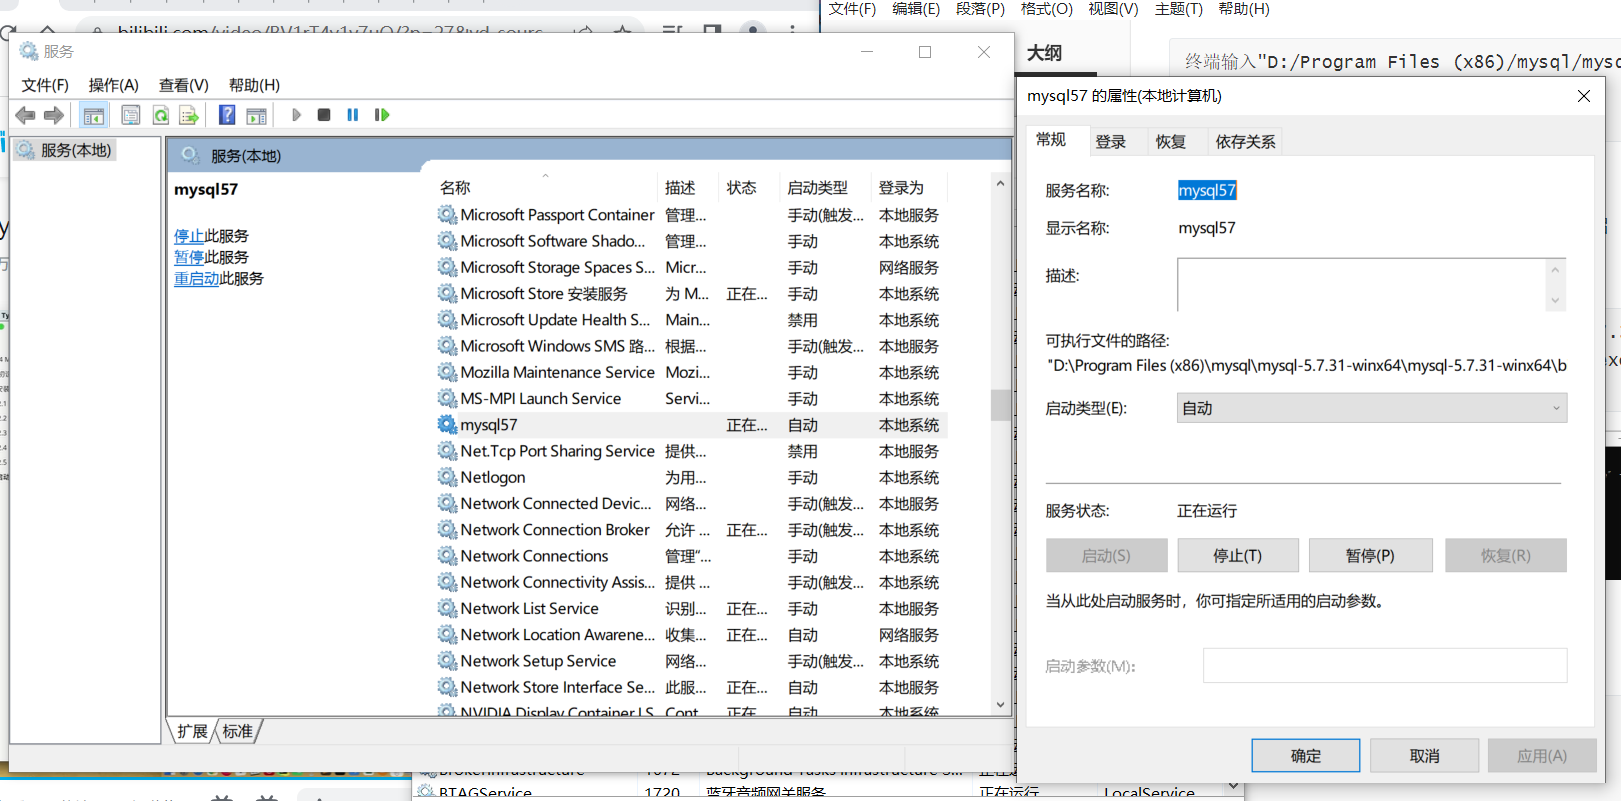 文件(F) 编辑(E) 段落(P) 格式(O) 视图(V) 主题(T) 帮助(H)
大纲
终端输入"D:/Program Files (x86)/mysql/mysq
服务
文件(F) 操作(A) 查看(V) 帮助(H)
服务(本地)
服务(本地)
mysql57
停止此服务
暂停此服务
重启动此服务
名称 描述 状态 启动类型 登录为
Microsoft Passport Container 管理... 手动(触发... 本地服务
Microsoft Software Shado... 管理... 手动 本地系统
Microsoft Storage Spaces S... Micr... 手动 网络服务
Microsoft Store 安装服务 为 M... 正在... 手动 本地系统
Microsoft Update Health S... Main... 禁用 本地系统
Microsoft Windows SMS 路... 根据... 手动(触发... 本地服务
Mozilla Maintenance Service Mozi... 手动 本地系统
MS-MPI Launch Service Servi... 手动 本地系统
mysql57 正在... 自动 本地系统
Net.Tcp Port Sharing Service 提供... 禁用 本地服务
Netlogon 为用... 手动 本地系统
Network Connected Devic... 网络... 手动(触发... 本地服务
Network Connection Broker 允许 ... 正在... 手动(触发... 本地系统
Network Connections 管理"... 手动 本地系统
Network Connectivity Assis... 提供 ... 手动(触发... 本地系统
Network List Service 识别... 正在... 手动 本地服务
Network Location Awarene... 收集... 正在... 自动 网络服务
Network Setup Service 网络... 手动(触发... 本地系统
Network Store Interface Se... 此服... 正在... 自动 本地服务
NVIDIA Display Container LS Cont 正在 自动 本地系统
扩展 标准
mysql57 的属性(本地计算机)
常规 登录 恢复 依存关系
服务名称: mysql57
显示名称: mysql57
描述:
可执行文件的路径:
"D:\Program Files (x86)\mysql\mysql-5.7.31-winx64\mysql-5.7.31-winx64\b
启动类型(E): 自动
服务状态: 正在运行
启动(S) 停止(T) 暂停(P) 恢复(R)
当从此处启动服务时，你可指定所适用的启动参数。
启动参数(M):
确定 取消 应用(A)
BTAGService 1720 蓝牙音频网关服务 正在运行 LocalService